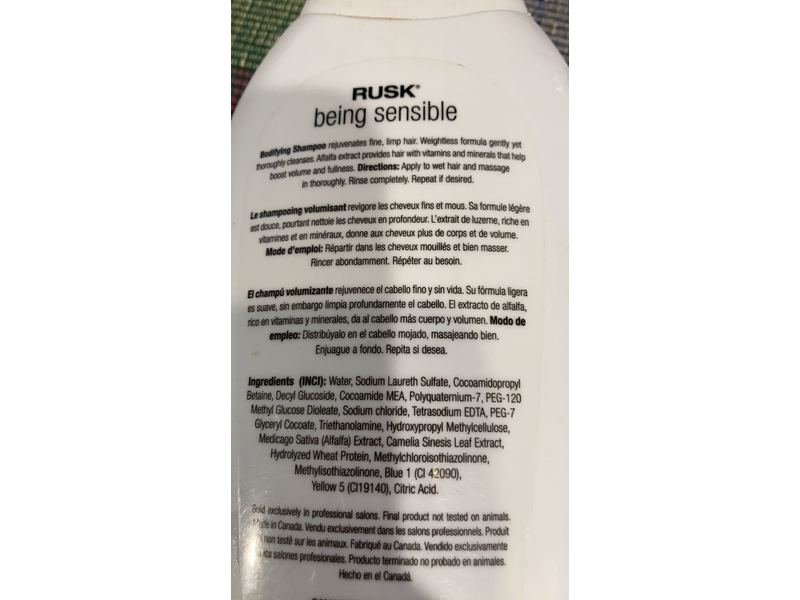 RUSK®
being sensible
Bodifying Shampoo rejuvenates fine, limp hair. Weightless formula gently yet
thoroughly cleanses. Alfalfa extract provides hair with vitamins and minerals that help
boost volume and fullness. Directions: Apply to wet hair and massage
in thoroughly. Rinse completely. Repeat if desired.
Le shampooing volumisant revigore les cheveux fins et mous. Sa formule légère
est douce, pourtant nettoie les cheveux en profondeur. L'extrait de luzerne, riche en
vitamines et en minéraux, donne aux cheveux plus de corps et de volume.
Mode d'emploi: Répartir dans les cheveux mouillés et bien masser.
Rincer abondamment. Répéter au besoin.
El champú volumizante rejuvenece el cabello fino y sin vida. Su fórmula ligera
es suave, sin embargo limpia profundamente el cabello. El extracto de alfalfa,
rico en vitaminas y minerales, da al cabello más cuerpo y volumen. Modo de
empleo: Distribúyalo en el cabello mojado, masajeando bien.
Enjuague a fondo. Repita si desea.
Ingredients (INCI): Water, Sodium Laureth Sulfate, Cocoamidopropyl
Betaine, Decyl Glucoside, Cocoamide MEA, Polyquaternium-7, PEG-120
Methyl Glucose Dioleate, Sodium chloride, Tetrasodium EDTA, PEG-7
Glyceryl Cocoate, Triethanolamine, Hydroxypropyl Methylcellulose,
Medicago Sativa (Alfalfa) Extract, Camelia Sinesis Leaf Extract,
Hydrolyzed Wheat Protein, Methylchloroisothiazolinone,
Methylisothiazolinone, Blue 1 (CI 42090),
Yellow 5 (CI19140), Citric Acid.
Sold exclusively in professional salons. Final product not tested on animals.
Made in Canada. Vendu exclusivement dans les salons professionnels. Produit
non testé sur les animaux. Fabriqué au Canada. Vendido exclusivamente
salones profesionales. Producto terminado no probado en animales.
Hecho en el Canadá.